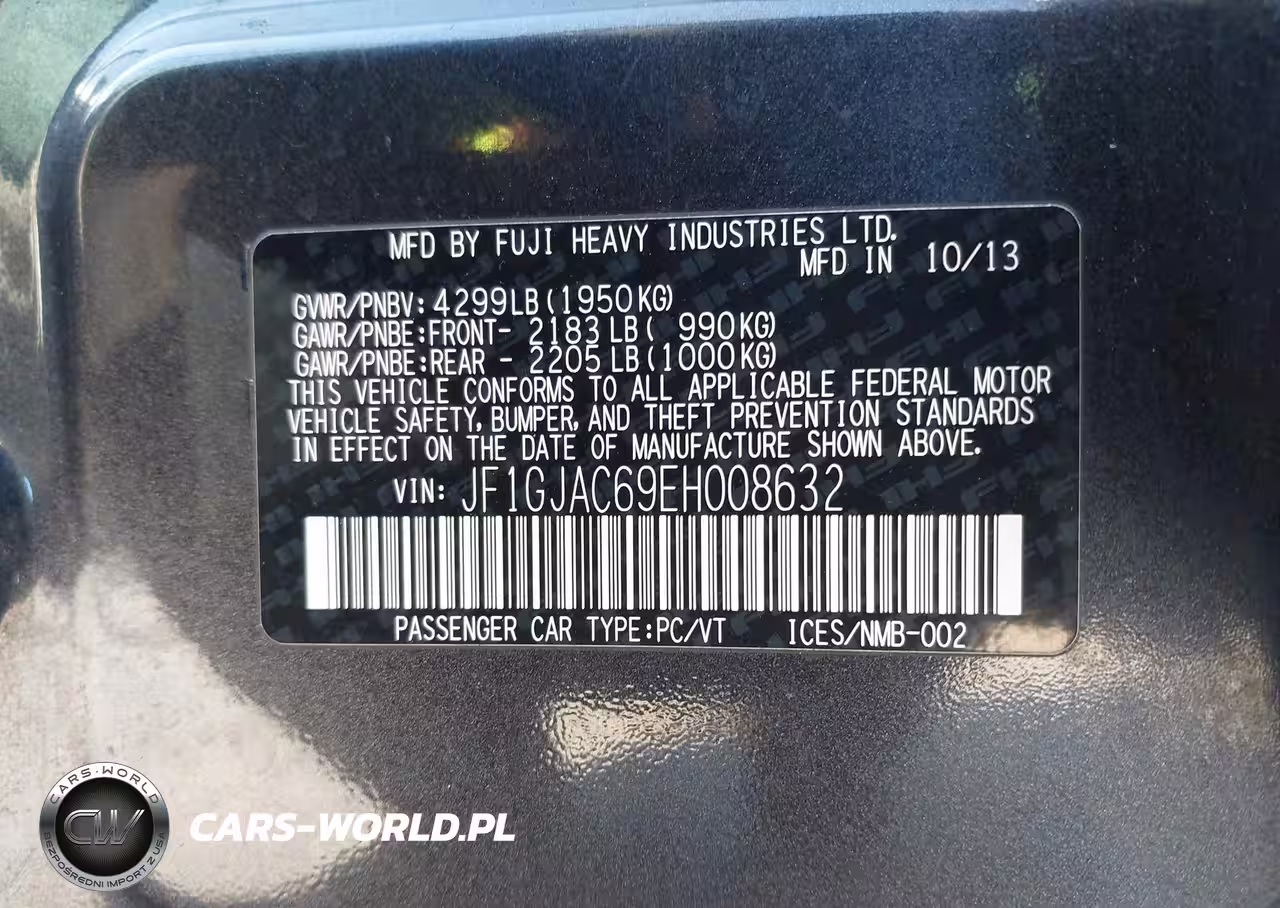 MFD BY FUJI HEAVY INDUSTRIES LTD.
MFD IN 10/13
GVWR/PNBV: 4299LB (1950KG)
GAWR/PNBE: FRONT- 2183 LB ( 990KG)
GAWR/PNBE: REAR - 2205 LB (1000KG)
THIS VEHICLE CONFORMS TO ALL APPLICABLE FEDERAL MOTOR
VEHICLE SAFETY, BUMPER, AND THEFT PREVENTION STANDARDS
IN EFFECT ON THE DATE OF MANUFACTURE SHOWN ABOVE.
VIN: JF1GJAC69EH008632
PASSENGER CAR TYPE:PC/VT ICES/NMB-002
CARS-WORLD
CW
BEZPOŚREDNI IMPORT Z USA
CARS-WORLD.PL